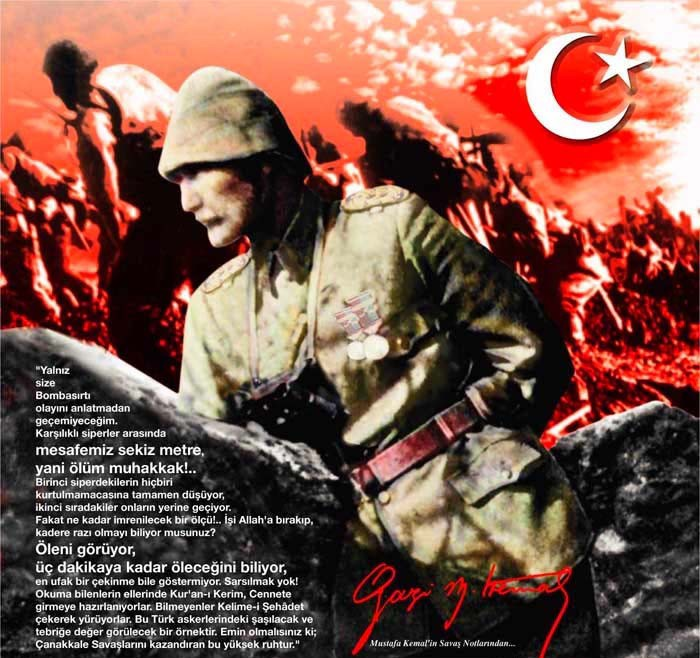 "Yalnız
size
Bombasırtı
olayını anlatmadan
geçemiyeceğim.
Karşılıklı siperler arasında
mesafemiz sekiz metre,
yani ölüm muhakkak!..
Birinci siperdekilerin hiçbiri
kurtulmamacasına tamamen düşüyor,
ikinci sıradakiler onların yerine geçiyor.
Fakat ne kadar imrenilecek bir ölçü!.. İşi Allah'a bırakıp,
kadere razı olmayı biliyor musunuz?
Öleni görüyor,
üç dakikaya kadar öleceğini biliyor,
en ufak bir çekinme bile göstermiyor. Sarsılmak yok!
Okuma bilenlerin ellerinde Kur'an-ı Kerim, Cennete
girmeye hazırlanıyorlar. Bilmeyenler Kelime-i Şehâdet
çekerek yürüyorlar. Bu Türk askerlerindeki şaşılacak ve
tebriğe değer görülecek bir örnektir. Emin olmalısınız ki;
Çanakkale Savaşlarını kazandıran bu yüksek ruhtur."
Gazi M. Kemal
Mustafa Kemal'in Savaş Notlarından...